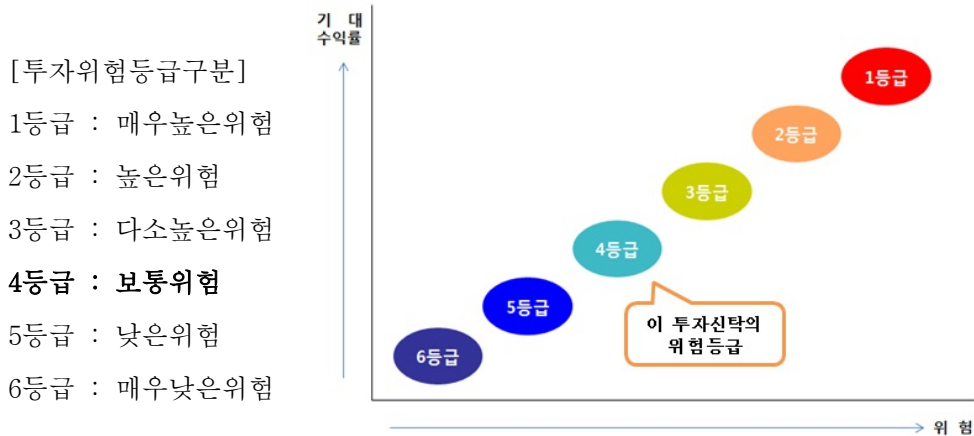 [투자위험등급구분]
1등급 : 매우높은위험
2등급 : 높은위험
3등급 : 다소높은위험
4등급 : 보통위험
5등급 : 낮은위험
6등급 : 매우낮은위험
기 대
수익률
1등급
2등급
3등급
4등급
5등급
6등급
이 투자신탁의
위험등급
위 험